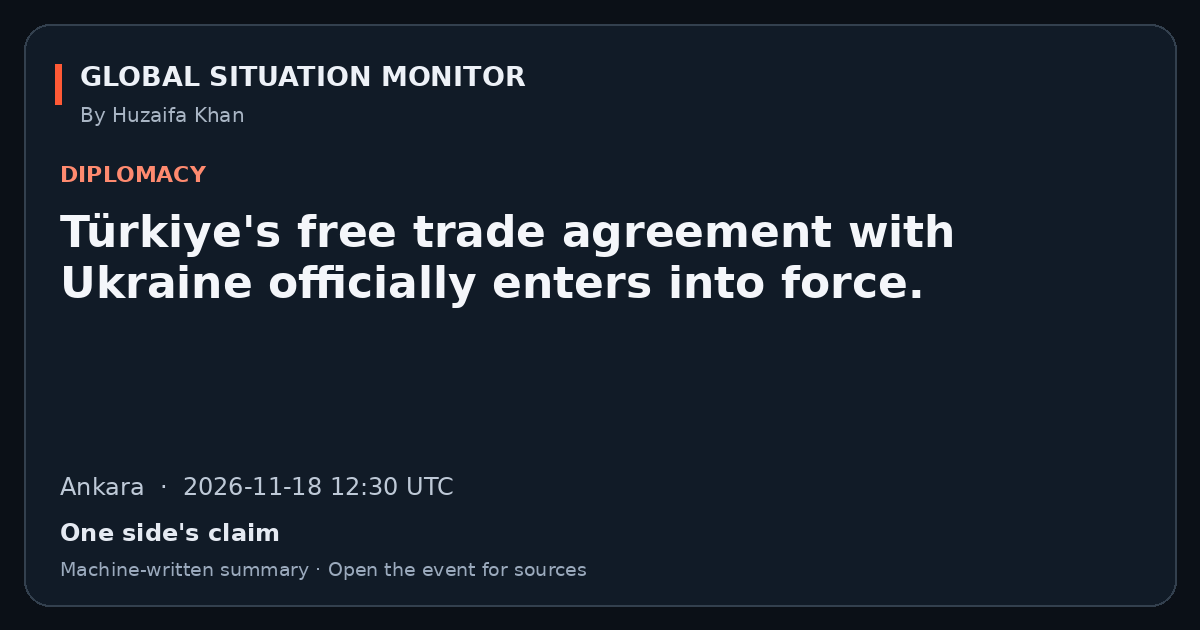 GLOBAL SITUATION MONITOR
By Huzaifa Khan
DIPLOMACY
Türkiye's free trade agreement with
Ukraine officially enters into force.
Ankara · 2026-11-18 12:30 UTC
One side's claim
Machine-written summary · Open the event for sources